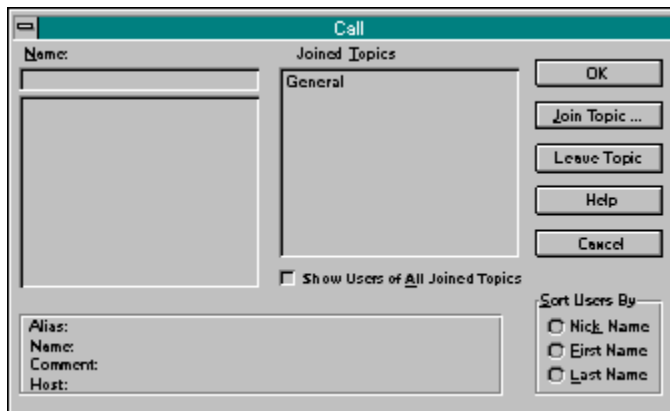 Call
Name:
Joined Topics
General
OK
Join Topic ...
Leave Topic
Help
Cancel
Show Users of All Joined Topics
Sort Users By
Nick Name
First Name
Last Name
Alias:
Name:
Comment:
Host: